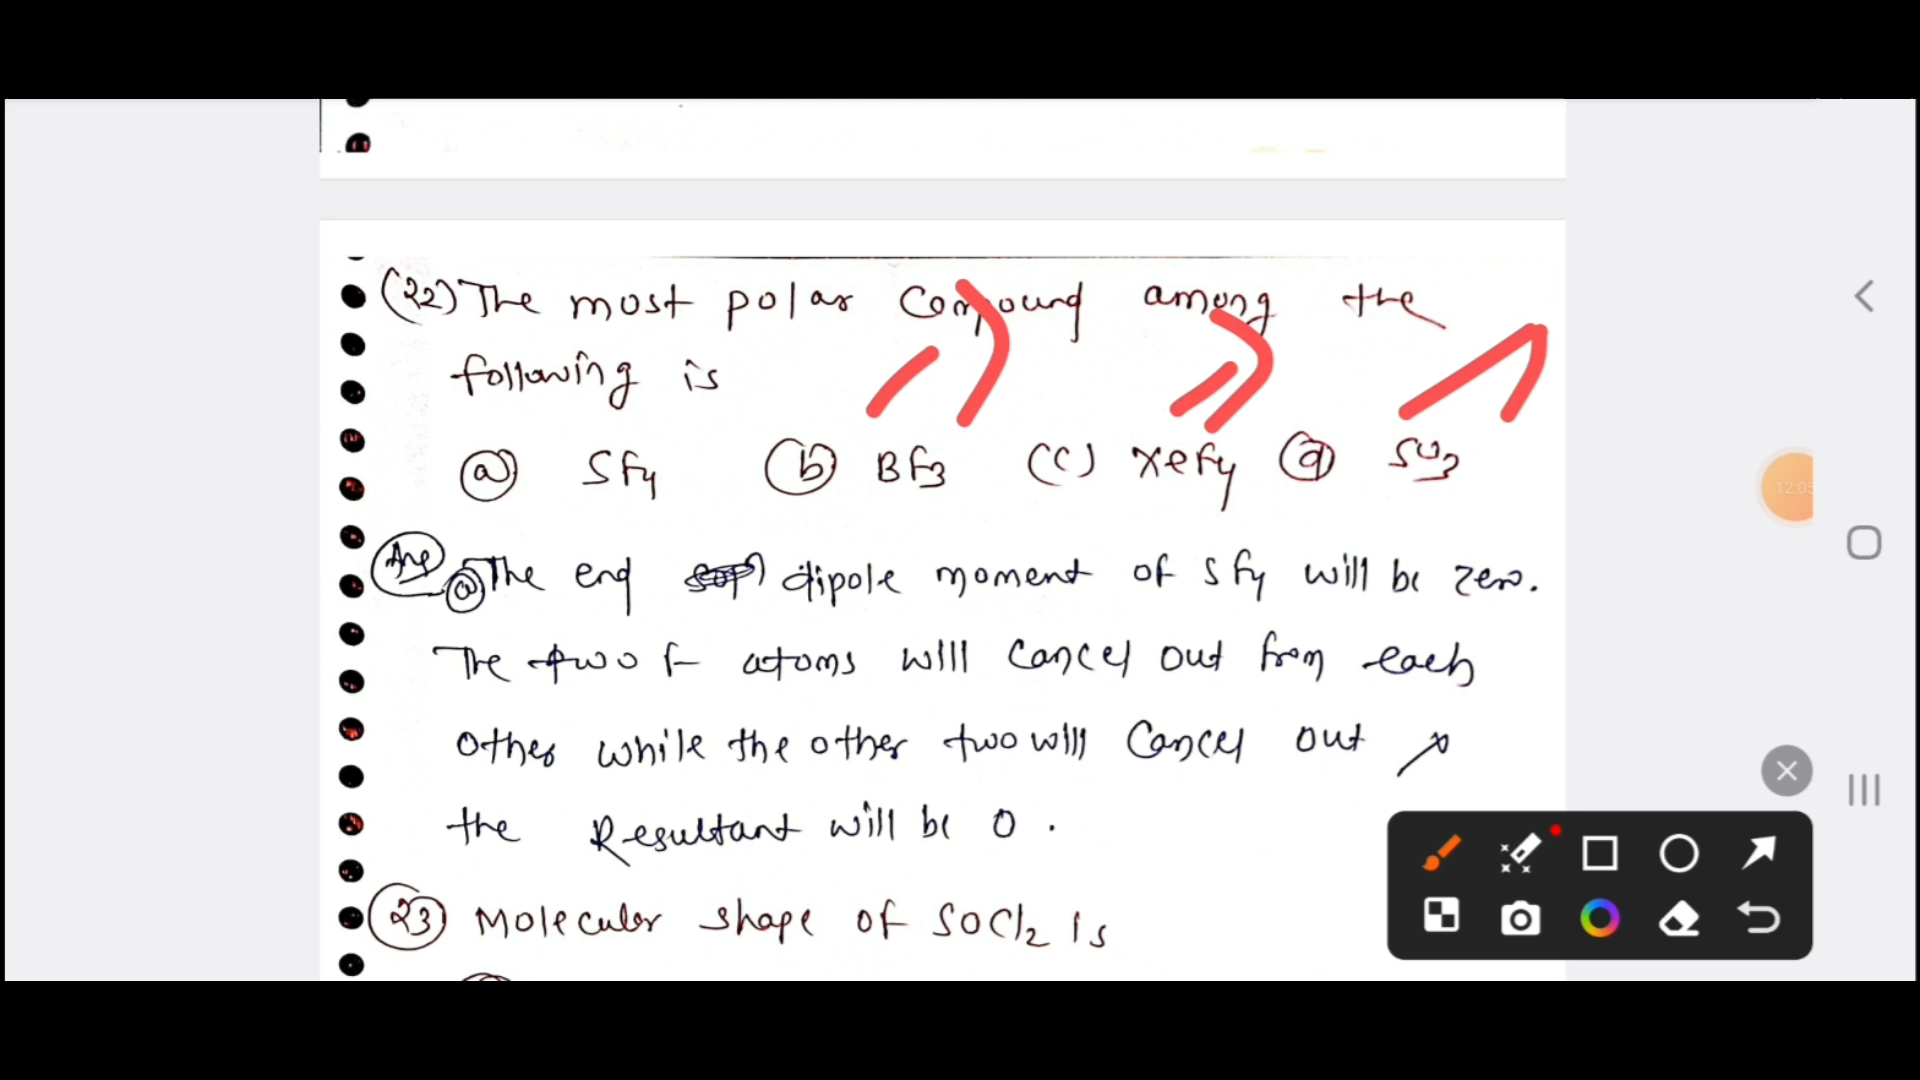 (22) The most polar Compound among the
following is
(a) SF4 (b) BF3 (c) XeF4 (d) SO3
Ans (a) The end dipole moment of SF4 will be zero.
The two F atoms will cancel out from each
other while the other two will cancel out
the Resultant will be 0.
(23) Molecular shape of SOCl2 is
12:05